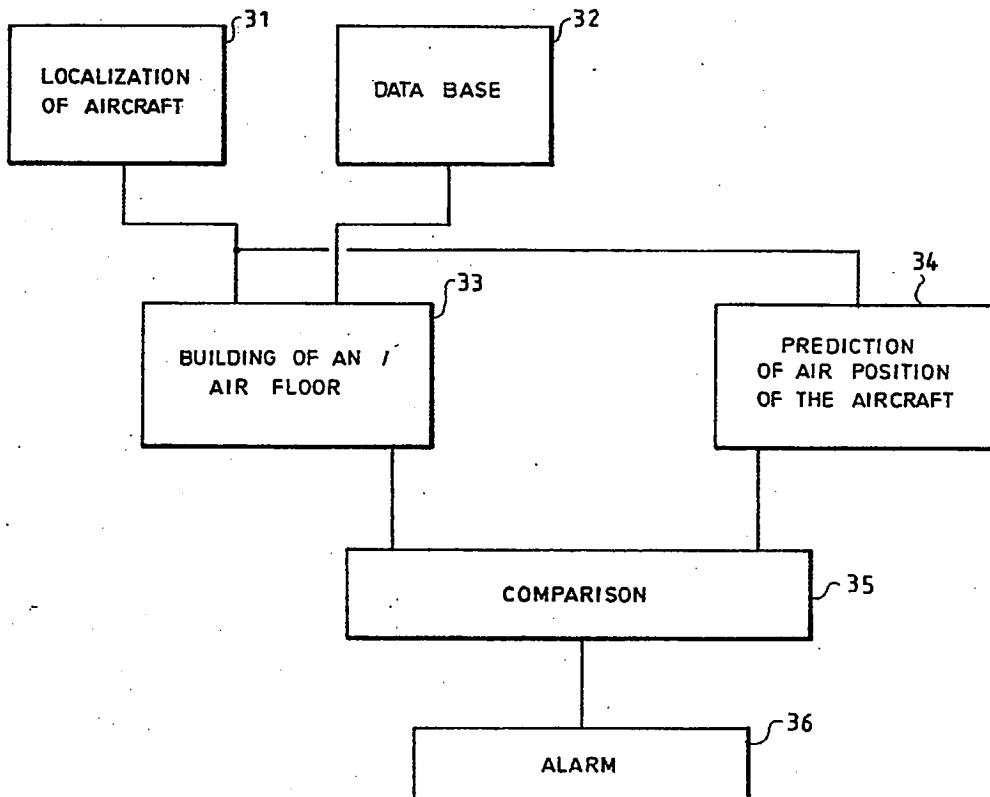 31
LOCALIZATION
OF AIRCRAFT
32
DATA BASE
33
BUILDING OF AN
AIR FLOOR
34
PREDICTION
OF AIR POSITION
OF THE AIRCRAFT
COMPARISON
35
36
ALARM